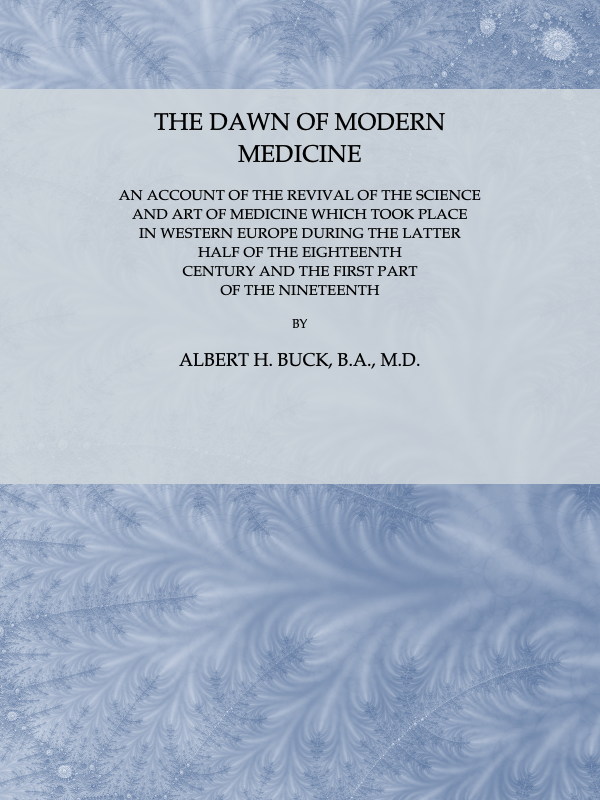 THE DAWN OF MODERN
MEDICINE
AN ACCOUNT OF THE REVIVAL OF THE SCIENCE
AND ART OF MEDICINE WHICH TOOK PLACE
IN WESTERN EUROPE DURING THE LATTER
HALF OF THE EIGHTEENTH
CENTURY AND THE FIRST PART
OF THE NINETEENTH
BY
ALBERT H. BUCK, B.A., M.D.